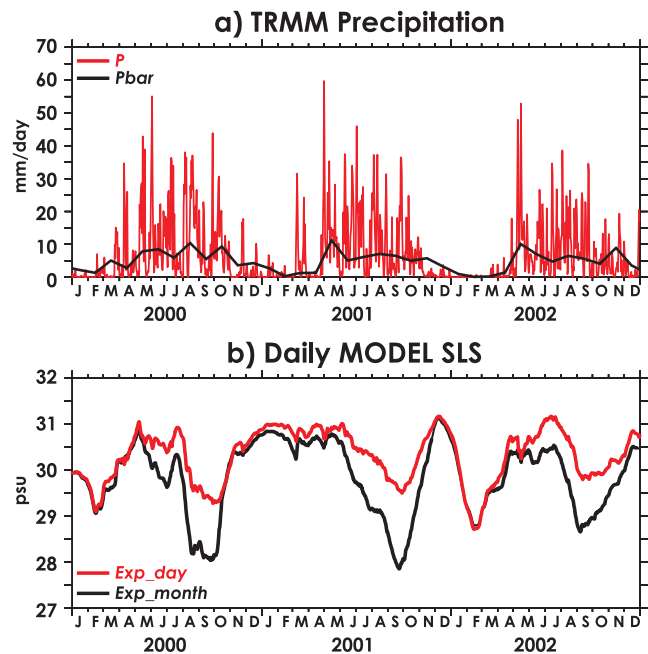 a) TRMM Precipitation
70
60
50
40
30
20
10
0
mm/day
P
Pbar
J F M A M J J A S O N D J F M A M J J A S O N D J F M A M J J A S O N D
2000 2001 2002
b) Daily MODEL SLS
32
31
30
29
28
27
psu
Exp_day
Exp_month
J F M A M J J A S O N D J F M A M J J A S O N D J F M A M J J A S O N D
2000 2001 2002